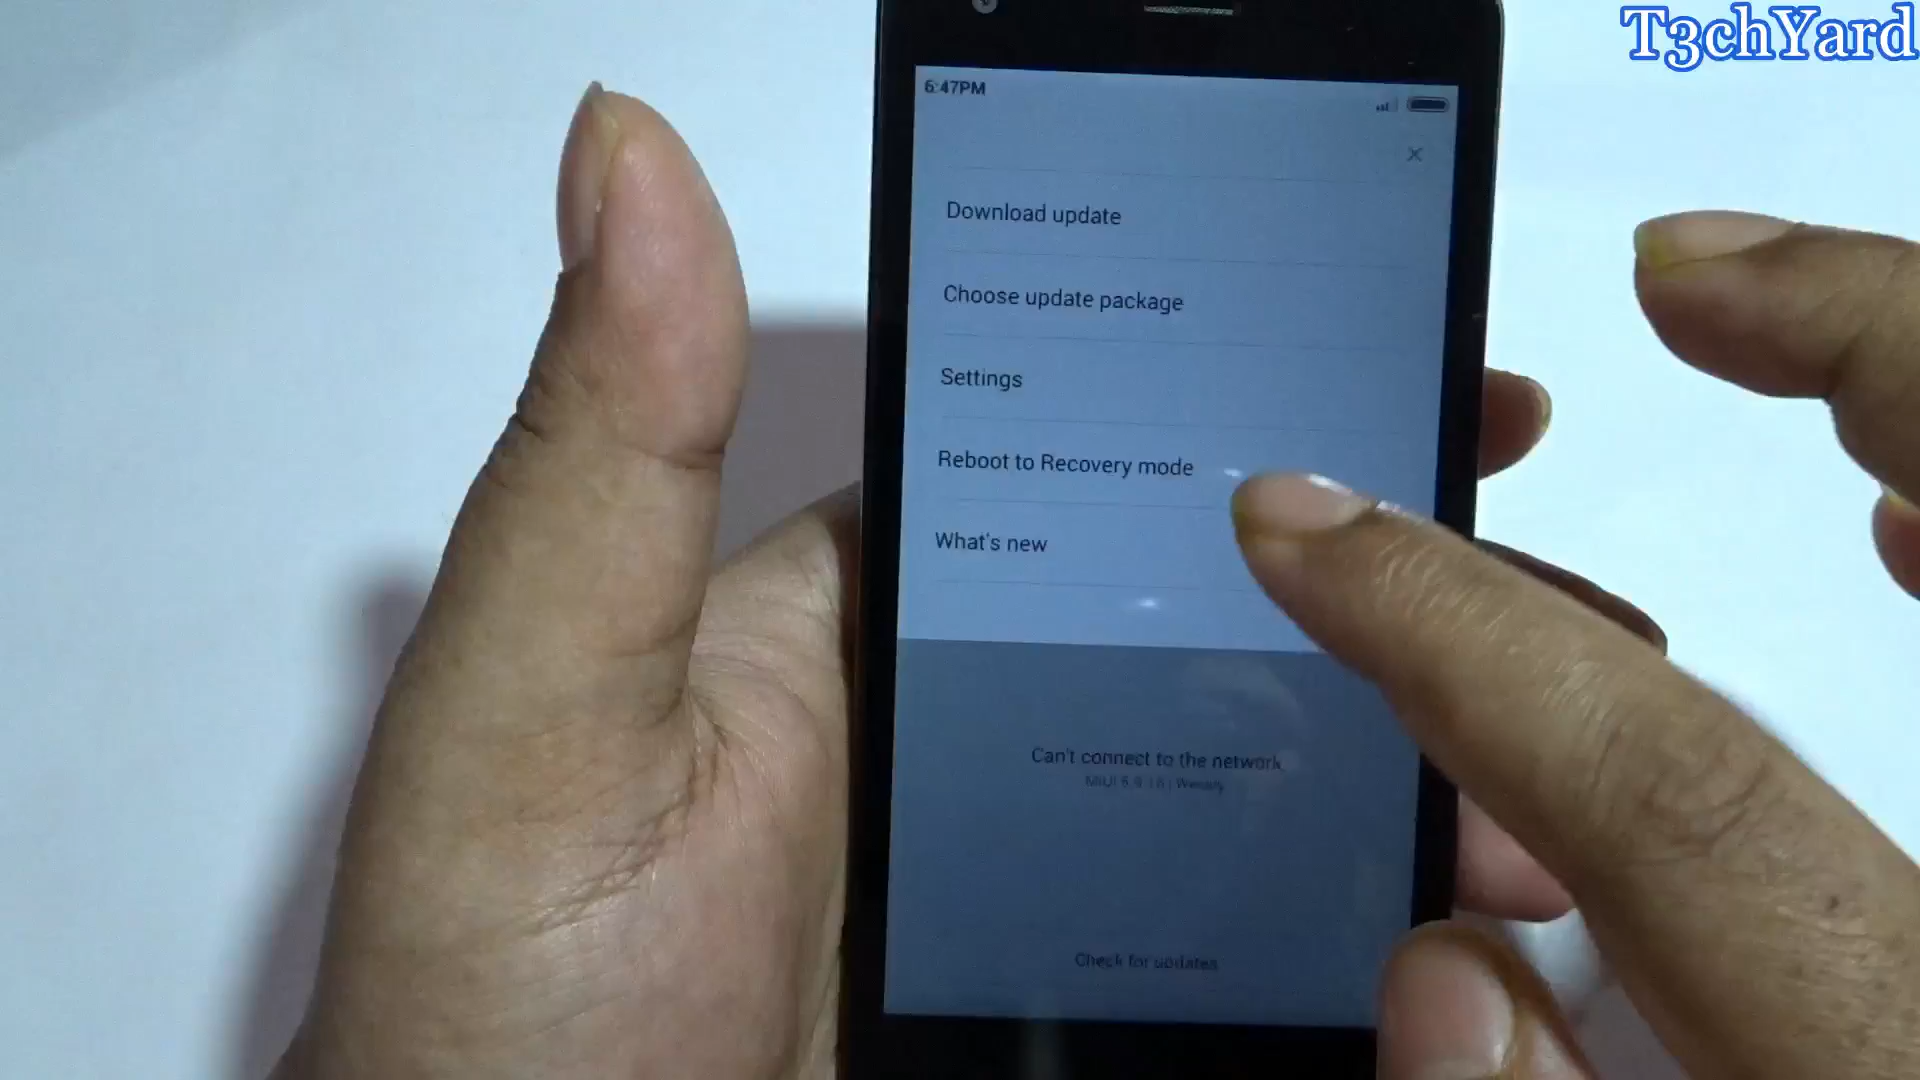 T3chYard
6:47PM
Download update
Choose update package
Settings
Reboot to Recovery mode
What's new
Can't connect to the network
Check for updates